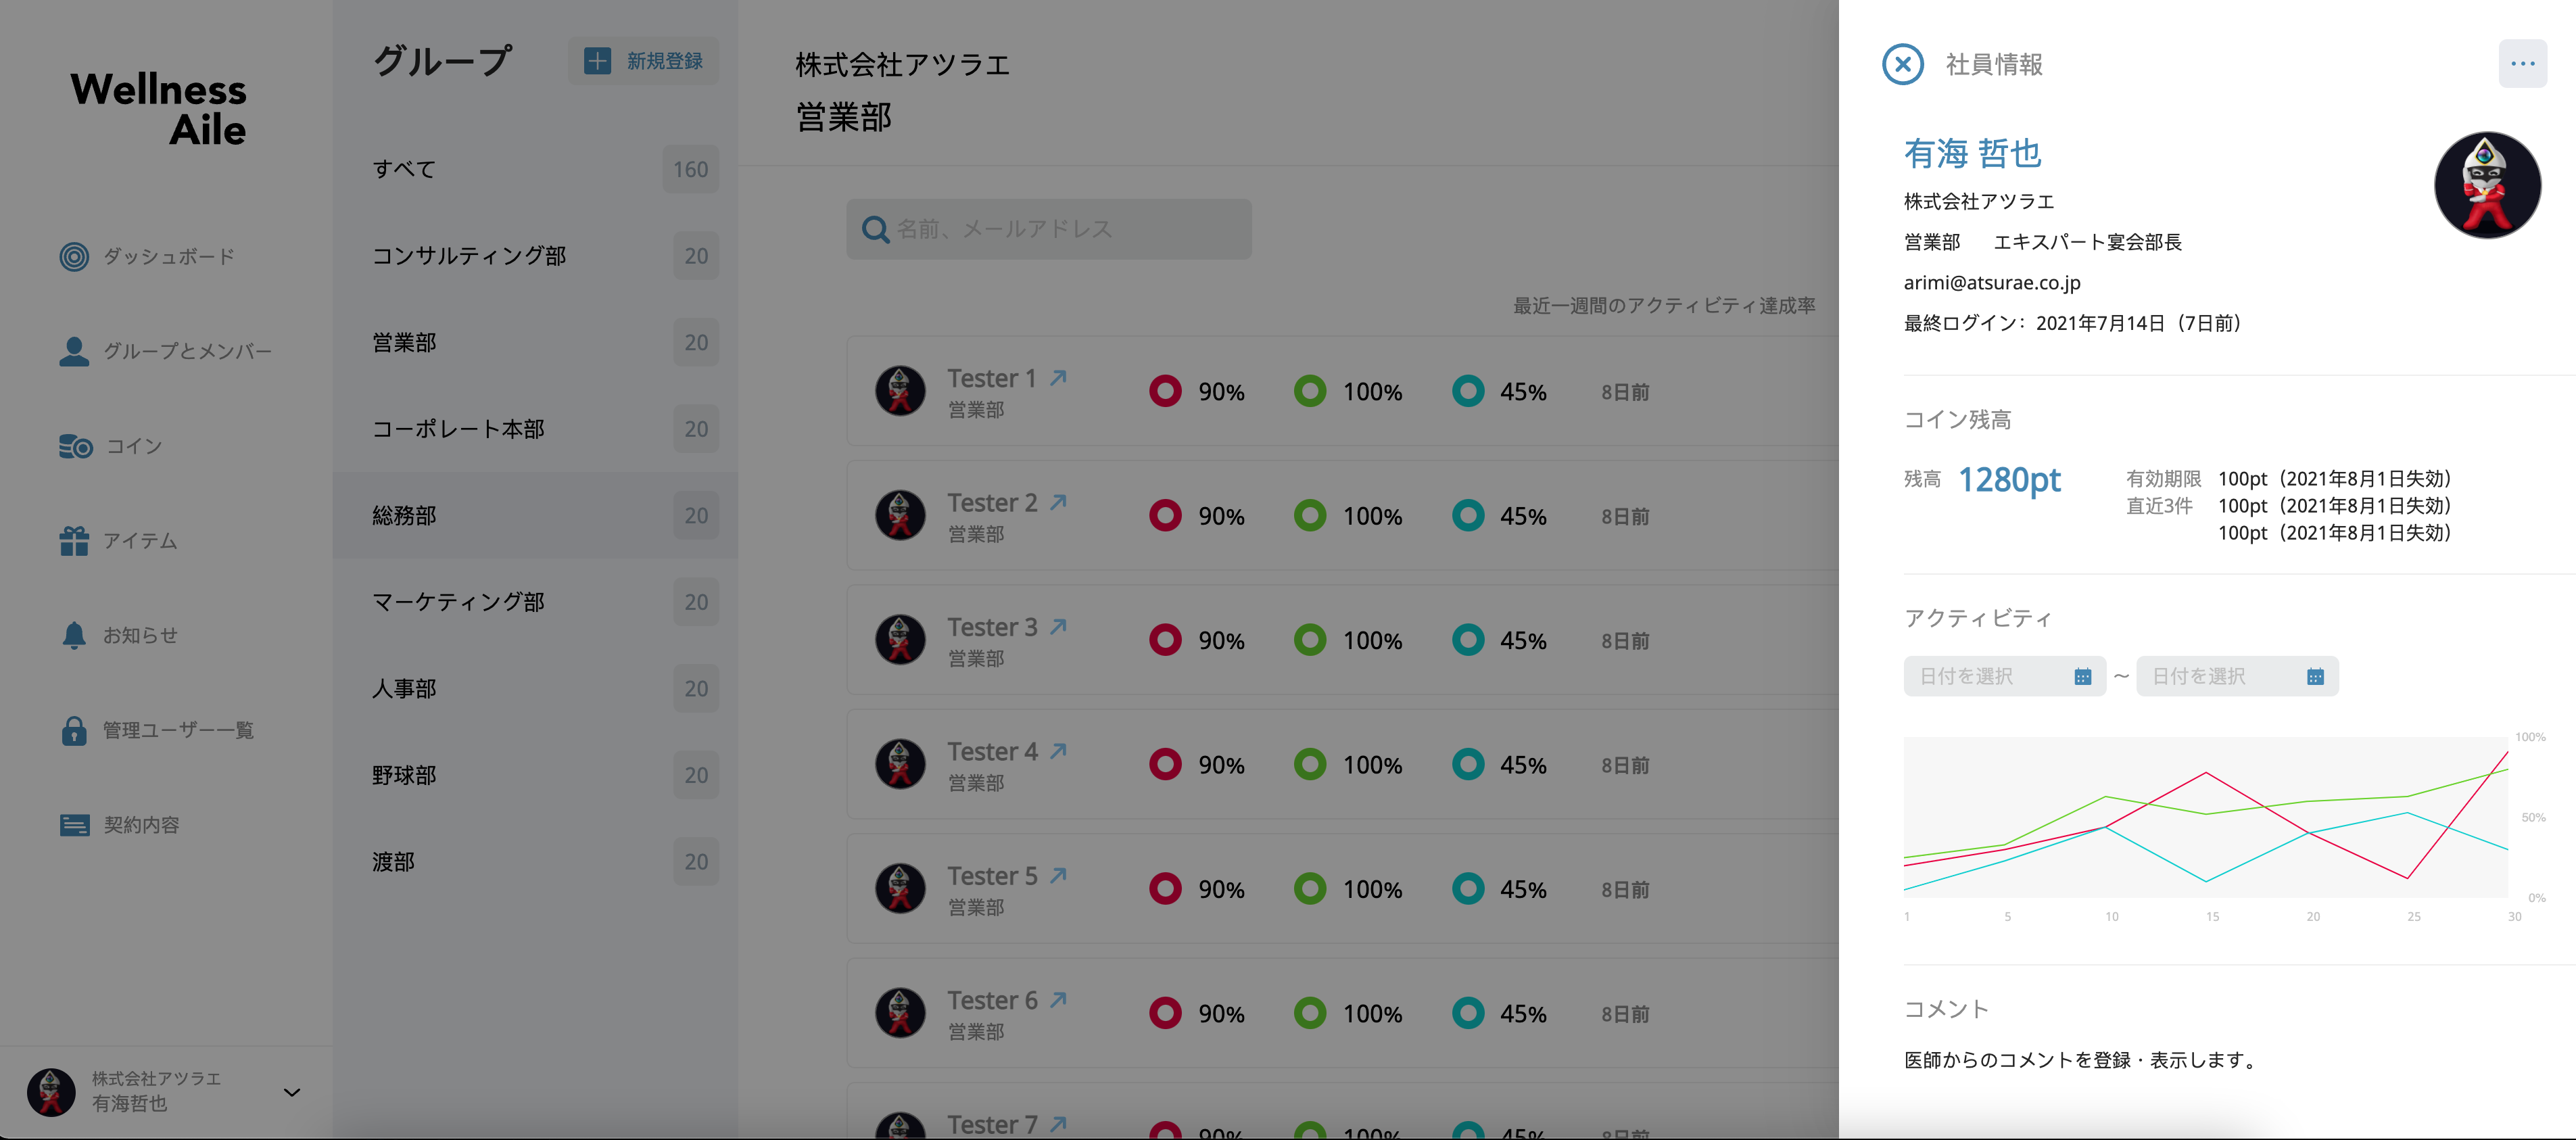 Wellness
Aile
ダッシュボード
グループとメンバー
コイン
アイテム
お知らせ
管理ユーザー一覧
契約内容
株式会社アツラエ
有海哲也
グループ
新規登録
すべて 160
コンサルティング部 20
営業部 20
コーポレート本部 20
総務部 20
マーケティング部 20
人事部 20
野球部 20
渡部 20
株式会社アツラエ
営業部
名前、メールアドレス
最近一週間のアクティビティ達成率
Tester 1
営業部
90% 100% 45% 8日前
Tester 2
営業部
90% 100% 45% 8日前
Tester 3
営業部
90% 100% 45% 8日前
Tester 4
営業部
90% 100% 45% 8日前
Tester 5
営業部
90% 100% 45% 8日前
Tester 6
営業部
90% 100% 45% 8日前
Tester 7
90% 100% 45% 8日前
社員情報
有海 哲也
株式会社アツラエ
営業部 エキスパート宴会部長
arimi@atsurae.co.jp
最終ログイン：2021年7月14日（7日前）
コイン残高
残高 1280pt
有効期限 100pt（2021年8月1日失効）
直近3件 100pt（2021年8月1日失効）
100pt（2021年8月1日失効）
アクティビティ
日付を選択 〜 日付を選択
100%
50%
0%
1 5 10 15 20 25 30
コメント
医師からのコメントを登録・表示します。